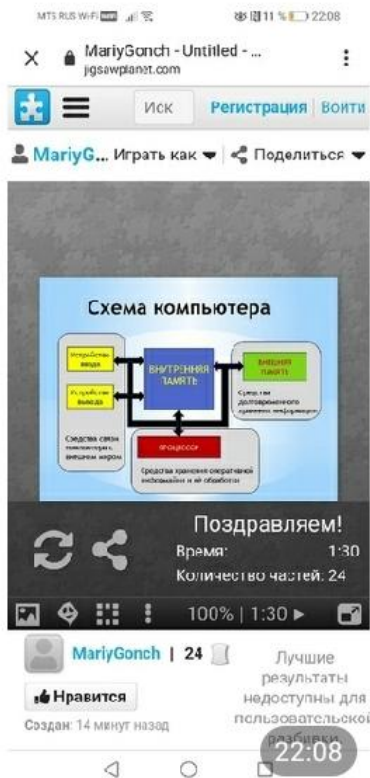 MTS RUS Wi-Fi
11 % 22:08
MariyGonch - Untitled - ...
jigsawplanet.com
Иск Регистрация Войти
MariyG... Играть как Поделиться
Схема компьютера
Устройства ввода
ВНУТРЕННЯЯ ПАМЯТЬ
ВНЕШНЯЯ ПАМЯТЬ
Устройства вывода
Средства долговременного хранения информации
Средства связи
внешним миром
ПРОЦЕССОР
Средства хранения оперативной
информации и её обработки
Поздравляем!
Время: 1:30
Количество частей: 24
100% | 1:30
MariyGonch | 24
Лучшие
результаты
недоступны для
пользовательской
разбивки
Нравится
Создан: 14 минут назад
22:08